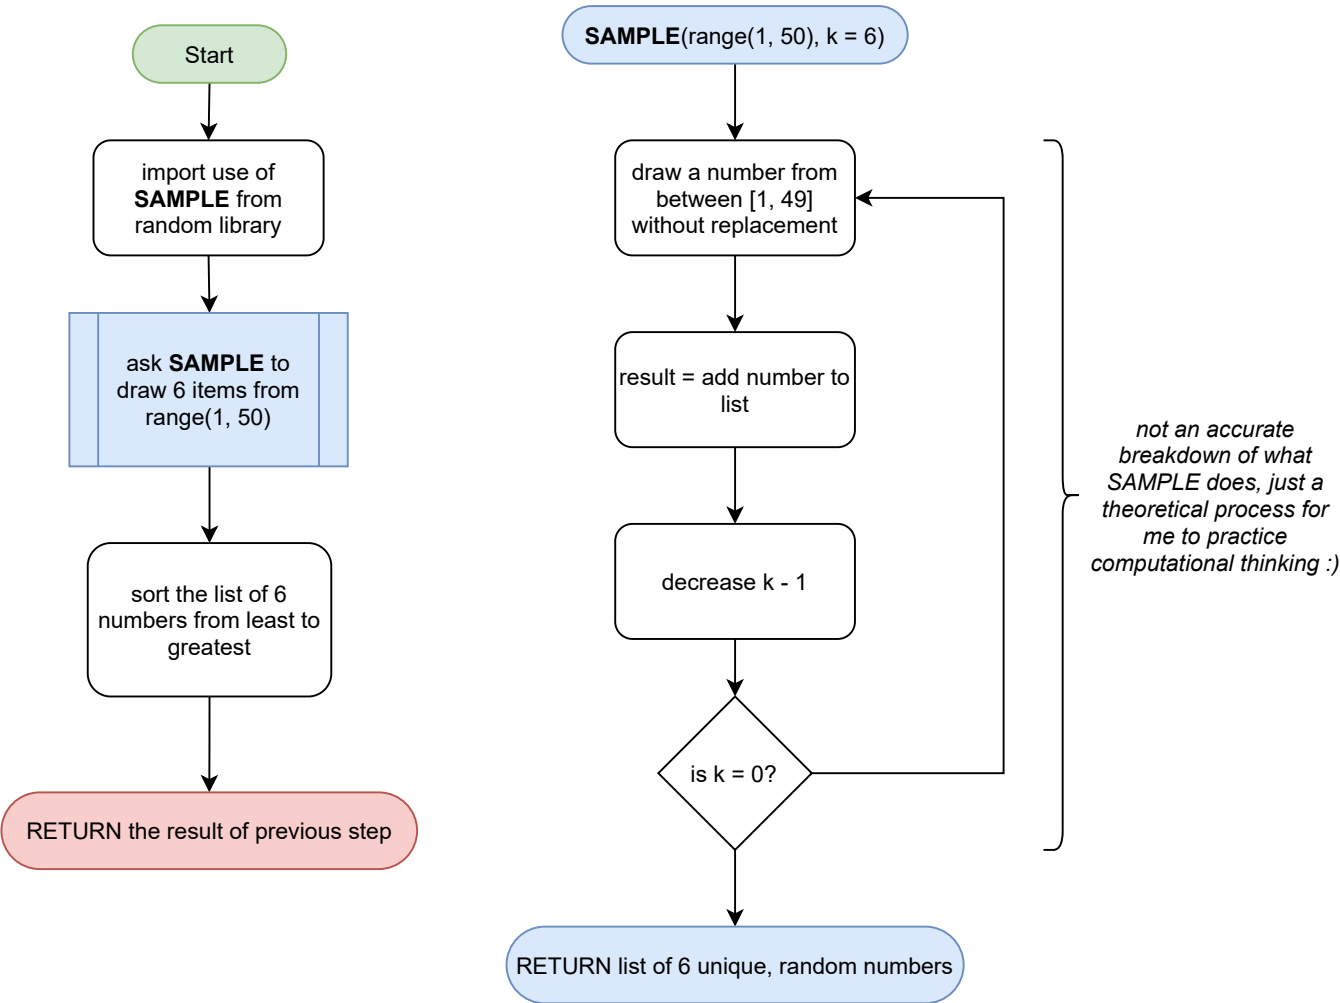 Start
import use of
SAMPLE from
random library
ask SAMPLE to
draw 6 items from
range(1, 50)
sort the list of 6
numbers from least to
greatest
RETURN the result of previous step
SAMPLE(range(1, 50), k = 6)
draw a number from
between [1, 49]
without replacement
result = add number to
list
decrease k - 1
is k = 0?
RETURN list of 6 unique, random numbers
not an accurate
breakdown of what
SAMPLE does, just a
theoretical process for
me to practice
computational thinking :)